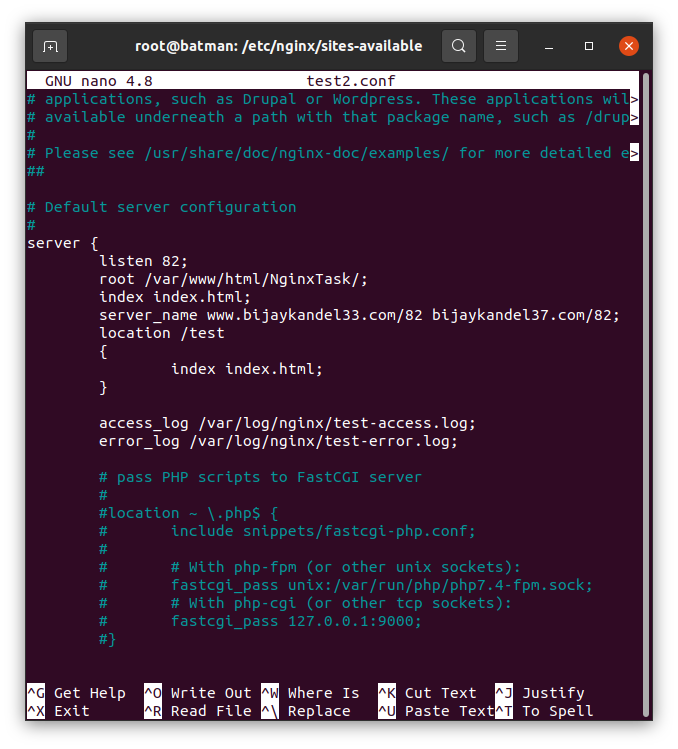 root@batman: /etc/nginx/sites-available
GNU nano 4.8 test2.conf
# applications, such as Drupal or Wordpress. These applications wil>
# available underneath a path with that package name, such as /drup>
#
# Please see /usr/share/doc/nginx-doc/examples/ for more detailed e>
##
# Default server configuration
#
server {
listen 82;
root /var/www/html/NginxTask/;
index index.html;
server_name www.bijaykandel33.com/82 bijaykandel37.com/82;
location /test
{
index index.html;
}
access_log /var/log/nginx/test-access.log;
error_log /var/log/nginx/test-error.log;
# pass PHP scripts to FastCGI server
#
#location ~ \.php$ {
# include snippets/fastcgi-php.conf;
#
# # With php-fpm (or other unix sockets):
# fastcgi_pass unix:/var/run/php/php7.4-fpm.sock;
# # With php-cgi (or other tcp sockets):
# fastcgi_pass 127.0.0.1:9000;
#}
^G Get Help ^O Write Out ^W Where Is ^K Cut Text ^J Justify
^X Exit ^R Read File ^\ Replace ^U Paste Text ^T To Spell